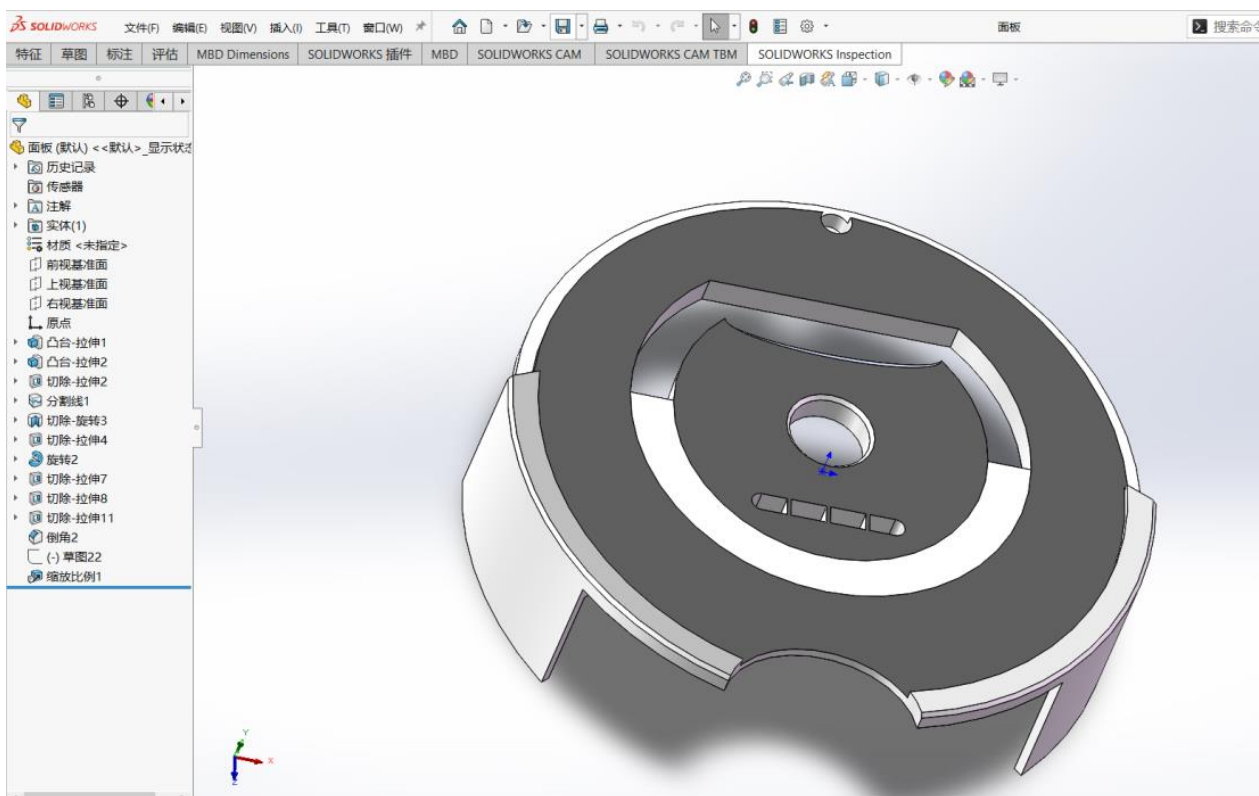 3S SOLIDWORKS 文件(F) 编辑(E) 视图(V) 插入(I) 工具(T) 窗口(W) 面板 搜索命令
特征 草图 标注 评估 MBD Dimensions SOLIDWORKS 插件 MBD SOLIDWORKS CAM SOLIDWORKS CAM TBM SOLIDWORKS Inspection
面板 (默认) <<默认>_显示状态
历史记录
传感器
注解
实体(1)
材质 <未指定>
前视基准面
上视基准面
右视基准面
原点
凸台-拉伸1
凸台-拉伸2
切除-拉伸2
分割线1
切除-旋转3
切除-拉伸4
旋转2
切除-拉伸7
切除-拉伸8
切除-拉伸11
倒角2
(-) 草图22
缩放比例1
Y
X
Z